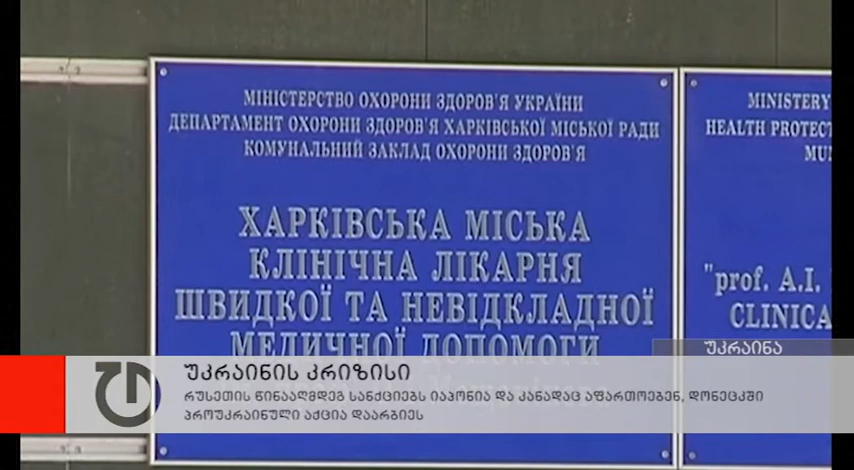 МІНІСТЕРСТВО ОХОРОНИ ЗДОРОВ'Я УКРАЇНИ
ДЕПАРТАМЕНТ ОХОРОНИ ЗДОРОВ'Я ХАРКІВСЬКОЇ МІСЬКОЇ РАДИ
КОМУНАЛЬНИЙ ЗАКЛАД ОХОРОНИ ЗДОРОВ'Я
ХАРКІВСЬКА МІСЬКА
КЛІНІЧНА ЛІКАРНЯ
ШВИДКОЇ ТА НЕВІДКЛАДНОЇ
МЕДИЧНОЇ ДОПОМОГИ
MINISTERY
HEALTH PROTECT
MU
"prof. A.I.
CLINICA
უკრაინა
უკრაინის კრიზისი
რუსეთის წინააღმდეგ სანქციებს იაპონია და კანადაც აფართოებენ, დონეცკში
პროუკრაინული აქცია დაარბიეს